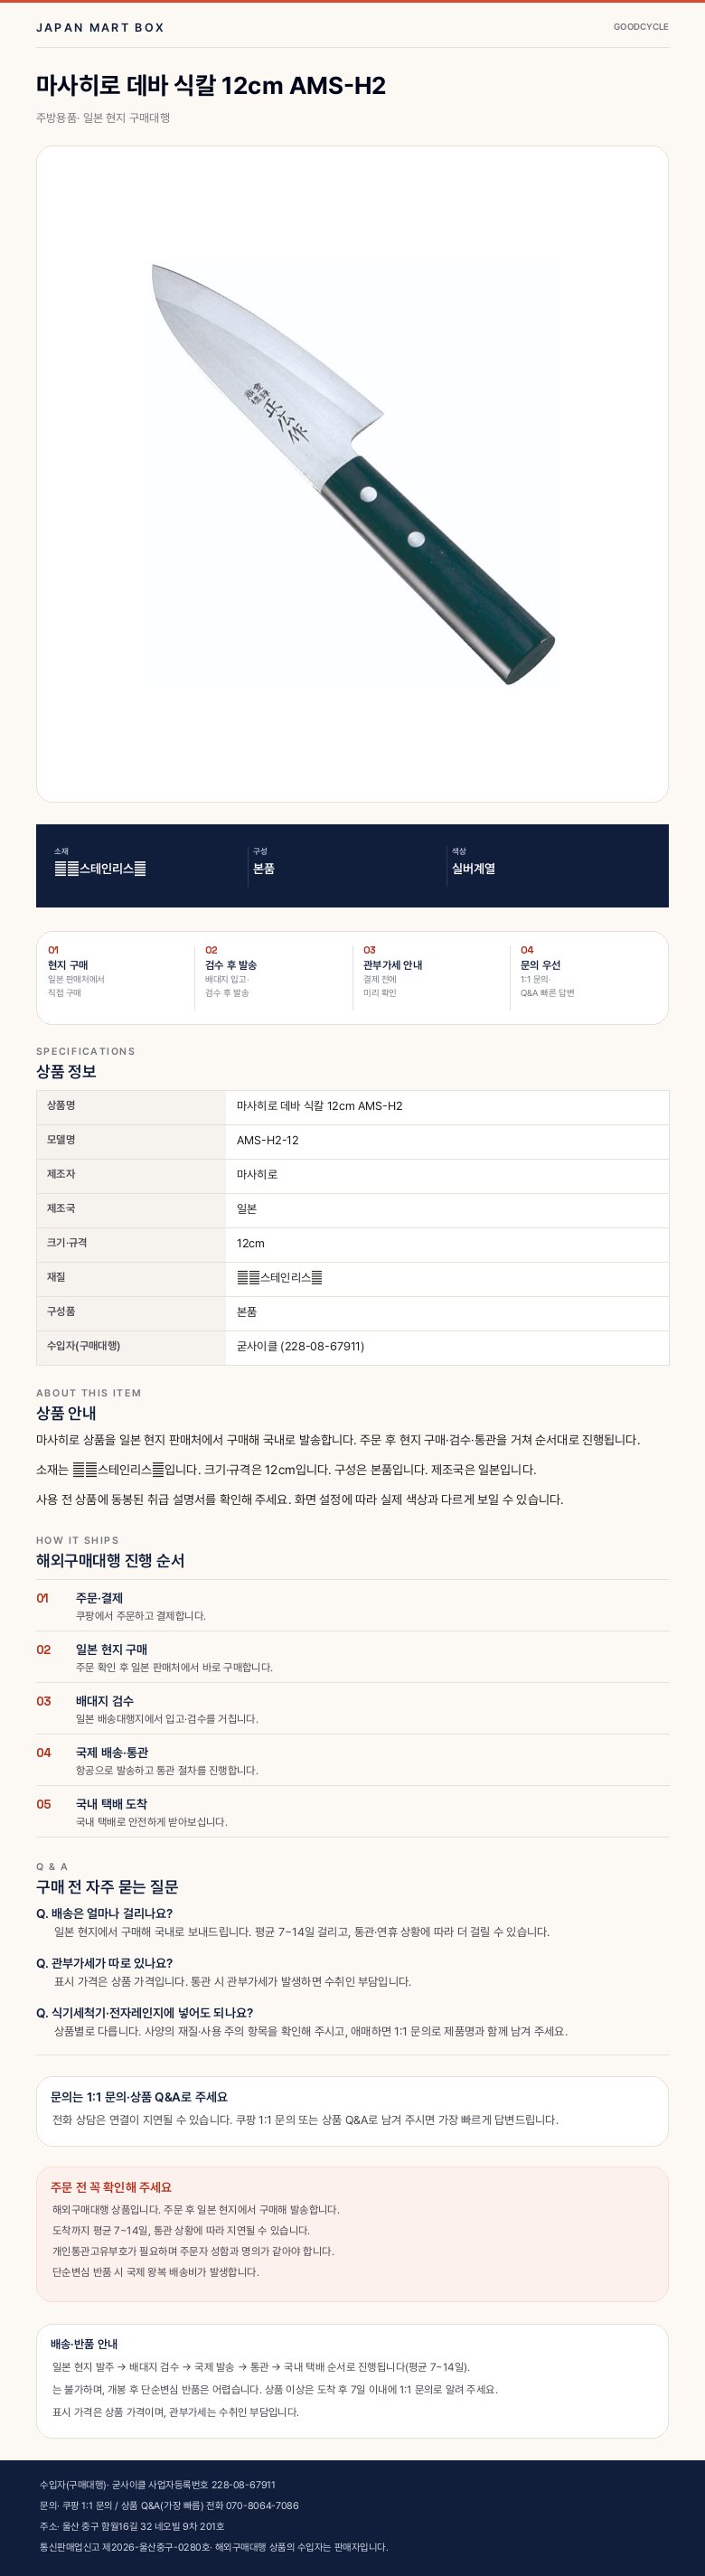 JAPAN MART BOX
GOODCYCLE
마사히로 데바 식칼 12cm AMS-H2
주방용품· 일본 현지 구매대행
正広作
소재
스테인리스
구성
본품
색상
실버계열
01
현지 구매
일본 판매처에서
직접 구매
02
검수 후 발송
배대지 입고·
검수 후 발송
03
관부가세 안내
결제 전에
미리 확인
04
문의 우선
1:1 문의·
Q&A 빠른 답변
SPECIFICATIONS
상품 정보
상품명 마사히로 데바 식칼 12cm AMS-H2
모델명 AMS-H2-12
제조자 마사히로
제조국 일본
크기·규격 12cm
재질 스테인리스
구성품 본품
수입자(구매대행) 굳사이클 (228-08-67911)
ABOUT THIS ITEM
상품 안내
마사히로 상품을 일본 현지 판매처에서 구매해 국내로 발송합니다. 주문 후 현지 구매·검수·통관을 거쳐 순서대로 진행됩니다.
소재는 스테인리스입니다. 크기·규격은 12cm입니다. 구성은 본품입니다. 제조국은 일본입니다.
사용 전 상품에 동봉된 취급 설명서를 확인해 주세요. 화면 설정에 따라 실제 색상과 다르게 보일 수 있습니다.
HOW IT SHIPS
해외구매대행 진행 순서
01 주문·결제
쿠팡에서 주문하고 결제합니다.
02 일본 현지 구매
주문 확인 후 일본 판매처에서 바로 구매합니다.
03 배대지 검수
일본 배송대행지에서 입고·검수를 거칩니다.
04 국제 배송·통관
항공으로 발송하고 통관 절차를 진행합니다.
05 국내 택배 도착
국내 택배로 안전하게 받아보십니다.
Q & A
구매 전 자주 묻는 질문
Q. 배송은 얼마나 걸리나요?
일본 현지에서 구매해 국내로 보내드립니다. 평균 7~14일 걸리고, 통관·연휴 상황에 따라 더 걸릴 수 있습니다.
Q. 관부가세가 따로 있나요?
표시 가격은 상품 가격입니다. 통관 시 관부가세가 발생하면 수취인 부담입니다.
Q. 식기세척기·전자레인지에 넣어도 되나요?
상품별로 다릅니다. 사양의 재질·사용 주의 항목을 확인해 주시고, 애매하면 1:1 문의로 제품명과 함께 남겨 주세요.
문의는 1:1 문의·상품 Q&A로 주세요
전화 상담은 연결이 지연될 수 있습니다. 쿠팡 1:1 문의 또는 상품 Q&A로 남겨 주시면 가장 빠르게 답변드립니다.
주문 전 꼭 확인해 주세요
해외구매대행 상품입니다. 주문 후 일본 현지에서 구매해 발송합니다.
도착까지 평균 7~14일, 통관 상황에 따라 지연될 수 있습니다.
개인통관고유부호가 필요하며 주문자 성함과 명의가 같아야 합니다.
단순변심 반품 시 국제 왕복 배송비가 발생합니다.
배송·반품 안내
일본 현지 발주 → 배대지 검수 → 국제 발송 → 통관 → 국내 택배 순서로 진행됩니다(평균 7~14일).
는 불가하며, 개봉 후 단순변심 반품은 어렵습니다. 상품 이상은 도착 후 7일 이내에 1:1 문의로 알려 주세요.
표시 가격은 상품 가격이며, 관부가세는 수취인 부담입니다.
수입자(구매대행)· 굳사이클 사업자등록번호 228-08-67911
문의· 쿠팡 1:1 문의 / 상품 Q&A(가장 빠름) 전화 070-8064-7086
주소· 울산 중구 함월16길 32 네오빌 9차 201호
통신판매업신고 제2026-울산중구-0280호· 해외구매대행 상품의 수입자는 판매자입니다.